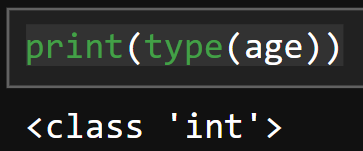 print(type(age))
<class 'int'>